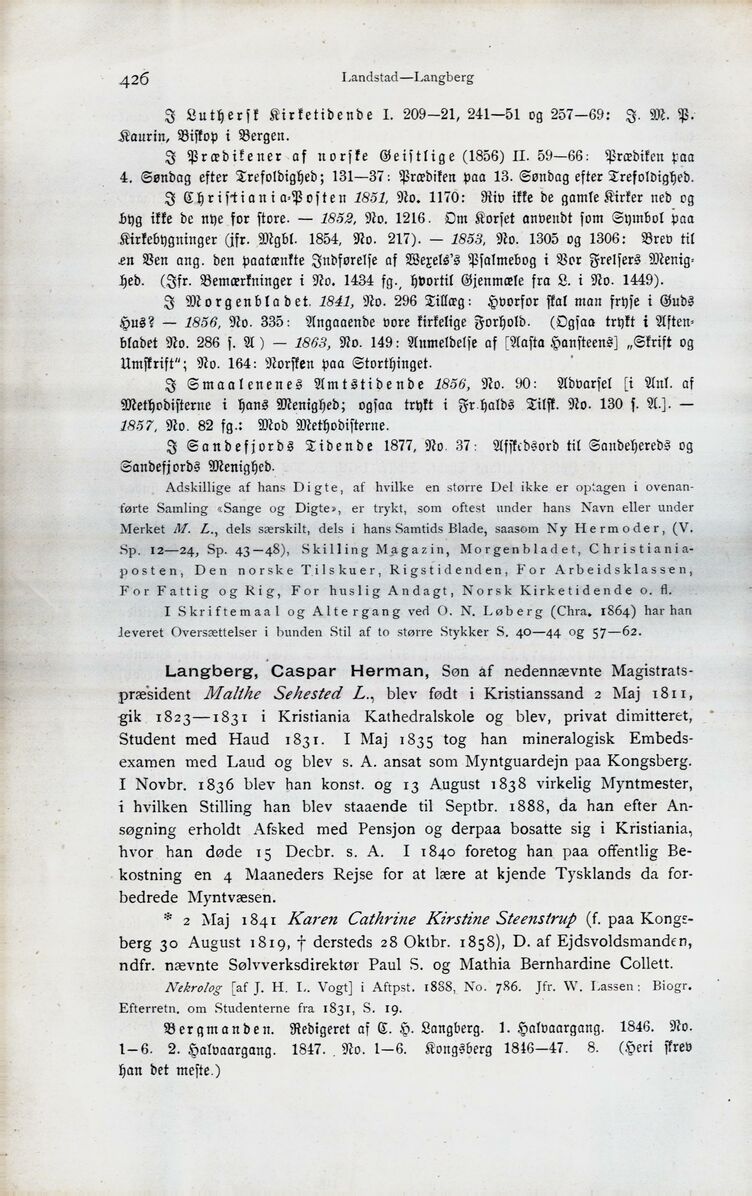 426
Landstad—Langberg
I Luthersk Kirketidende I. 209—21, 241—51 og 257—69: J. M. P.
Kaurin, Biskop i Bergen.
I Prædikener af norske Geistlige (1856) II. 59—66: Prædiken paa
4. Søndag efter Trefoldighed; 131—37: Prædiken paa 13. Søndag efter Trefoldighed.
I Christiania-Posten 1851, No. 1170: Riv ikke de gamle Kirker ned og
byg ikke de nye for store. — 1852, No. 1216. Om Korset anvendt som Symbol paa
Kirkebygninger (jfr. Mgbl. 1854, No. 217). — 1853, No. 1305 og 1306: Brev til
en Ven ang. den paatænkte Indførelse af Wexels's Psalmebog i Vor Frelsers Menig-
hed. (Jfr. Bemærkninger i No. 1434 fg., hvortil Gjenmæle fra L. i No. 1449).
I Morgenbladet. 1841, No. 296 Tillæg: Hvorfor skal man fryse i Guds
Hus? — 1856, No. 335: Angaaende vore kirkelige Forhold. (Ogsaa trykt i Aften-
bladet No. 286 s. A) — 1863, No. 149: Anmeldelse af [Aasta Hansteens] „Skrift og
Umskrift"; No. 164: Norsken paa Storthinget.
I Smaalenenes Amtstidende 1856, No. 90: Advarsel [i Anl. af
Methodisterne i hans Menighed; ogsaa trykt i Fr.halds Tilsk. No. 130 s. A.]. —
1857, No. 82 fg.: Mod Methodisterne.
I Sandefjords Tidende 1877, No. 37: Afskedsord til Sandehereds og
Sandefjords Menighed.
Adskillige af hans Digte, af hvilke en større Del ikke er optagen i ovenan-
førte Samling «Sange og Digte», er trykt, som oftest under hans Navn eller under
Merket M. L., dels særskilt, dels i hans Samtids Blade, saasom Ny Hermoder, (V.
Sp. 12—24, Sp. 43—48), Skilling Magazin, Morgenbladet, Christiania-
posten, Den norske Tilskuer, Rigstidenden, For Arbeidsklassen,
For Fattig og Rig, For huslig Andagt, Norsk Kirketidende o. fl.
I Skriftemaal og Altergang ved O. N. Løberg (Chra. 1864) har han
leveret Oversættelser i bunden Stil af to større Stykker S. 40—44 og 57—62.
Langberg, Caspar Herman, Søn af nedennævnte Magistrats-
præsident Malthe Sehested L., blev født i Kristianssand 2 Maj 1811,
gik 1823—1831 i Kristiania Kathedralskole og blev, privat dimitteret,
Student med Haud 1831. I Maj 1835 tog han mineralogisk Embeds-
examen med Laud og blev s. A. ansat som Myntguardejn paa Kongsberg.
I Novbr. 1836 blev han konst. og 13 August 1838 virkelig Myntmester,
i hvilken Stilling han blev staaende til Septbr. 1888, da han efter An-
søgning erholdt Afsked med Pensjon og derpaa bosatte sig i Kristiania,
hvor han døde 15 Decbr. s. A. I 1840 foretog han paa offentlig Be-
kostning en 4 Maaneders Rejse for at lære at kjende Tysklands da for-
bedrede Myntvæsen.
* 2 Maj 1841 Karen Cathrine Kirstine Steenstrup (f. paa Kongs-
berg 30 August 1819, † dersteds 28 Oktbr. 1858), D. af Ejdsvoldsmanden,
ndfr. nævnte Sølvverksdirektør Paul S. og Mathia Bernhardine Collett.
Nekrolog [af J. H. L. Vogt] i Aftpst. 1888, No. 786. Jfr. W. Lassen: Biogr.
Efterretn. om Studenterne fra 1831, S. 19.
Bergmanden. Redigeret af C. H. Langberg. 1. Halvaargang. 1846. No.
1—6. 2. Halvaargang. 1847. No. 1—6. Kongsberg 1846—47. 8. (Heri skrev
han det meste.)